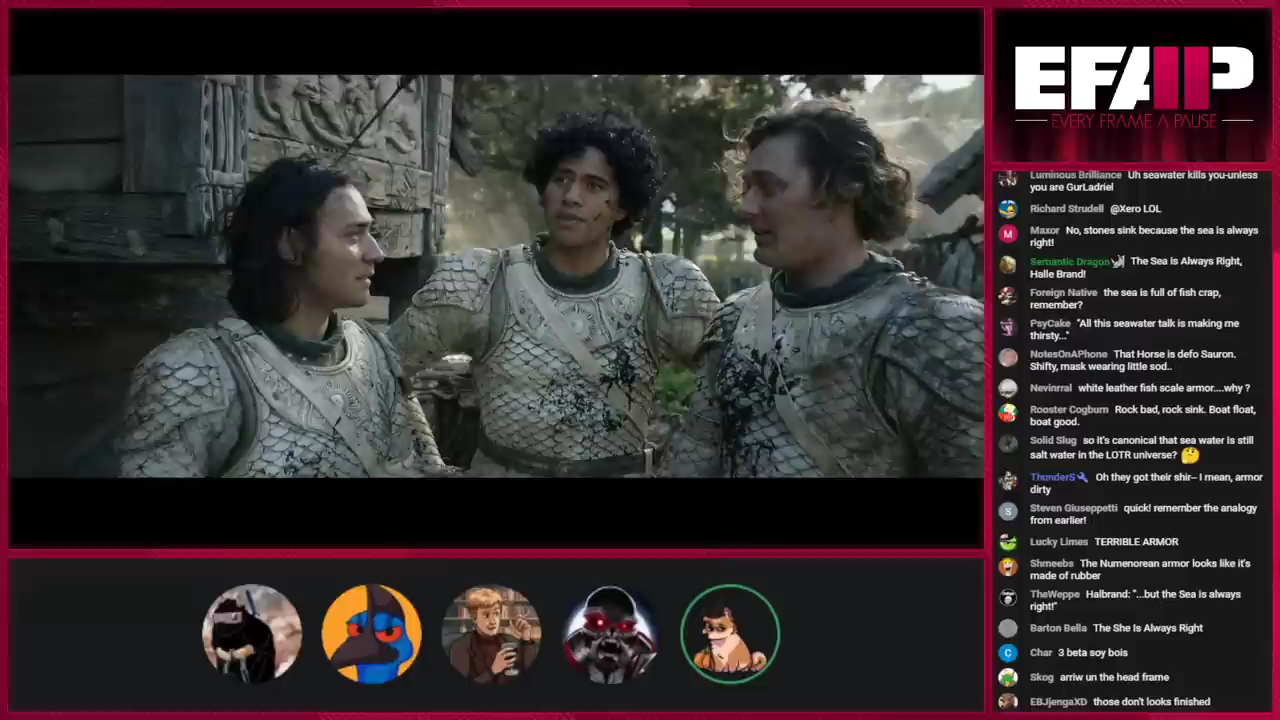 EFAP
EVERY FRAME A PAUSE
Luminous Brilliance Uh seawater kills you-unless
you are GurLadriel
Richard Strudell @Xero LOL
M
Maxor No, stones sink because the sea is always
right!
Semantic Dragon The Sea is Always Right,
Halle Brand!
Foreign Native the sea is full of fish crap,
remember?
PsyCake "All this seawater talk is making me
thirsty..."
NotesOnAPhone That Horse is defo Sauron.
Shifty, mask wearing little sod..
Nevinrral white leather fish scale armor....why ?
Rooster Cogburn Rock bad, rock sink. Boat float,
boat good.
Solid Slug so it's canonical that sea water is still
salt water in the LOTR universe? 🤔
ThunderS Oh they got their shir-- I mean, armor
dirty
S
Steven Giuseppetti quick! remember the analogy
from earlier!
Lucky Limes TERRIBLE ARMOR
Shmeebs The Numenorean armor looks like it's
made of rubber
TheWeppe Halbrand: "...but the Sea is always
right!"
Barton Bella The She Is Always Right
C
Char 3 beta soy bois
Skog arriw un the head frame
EBJjengaXD those don't looks finished